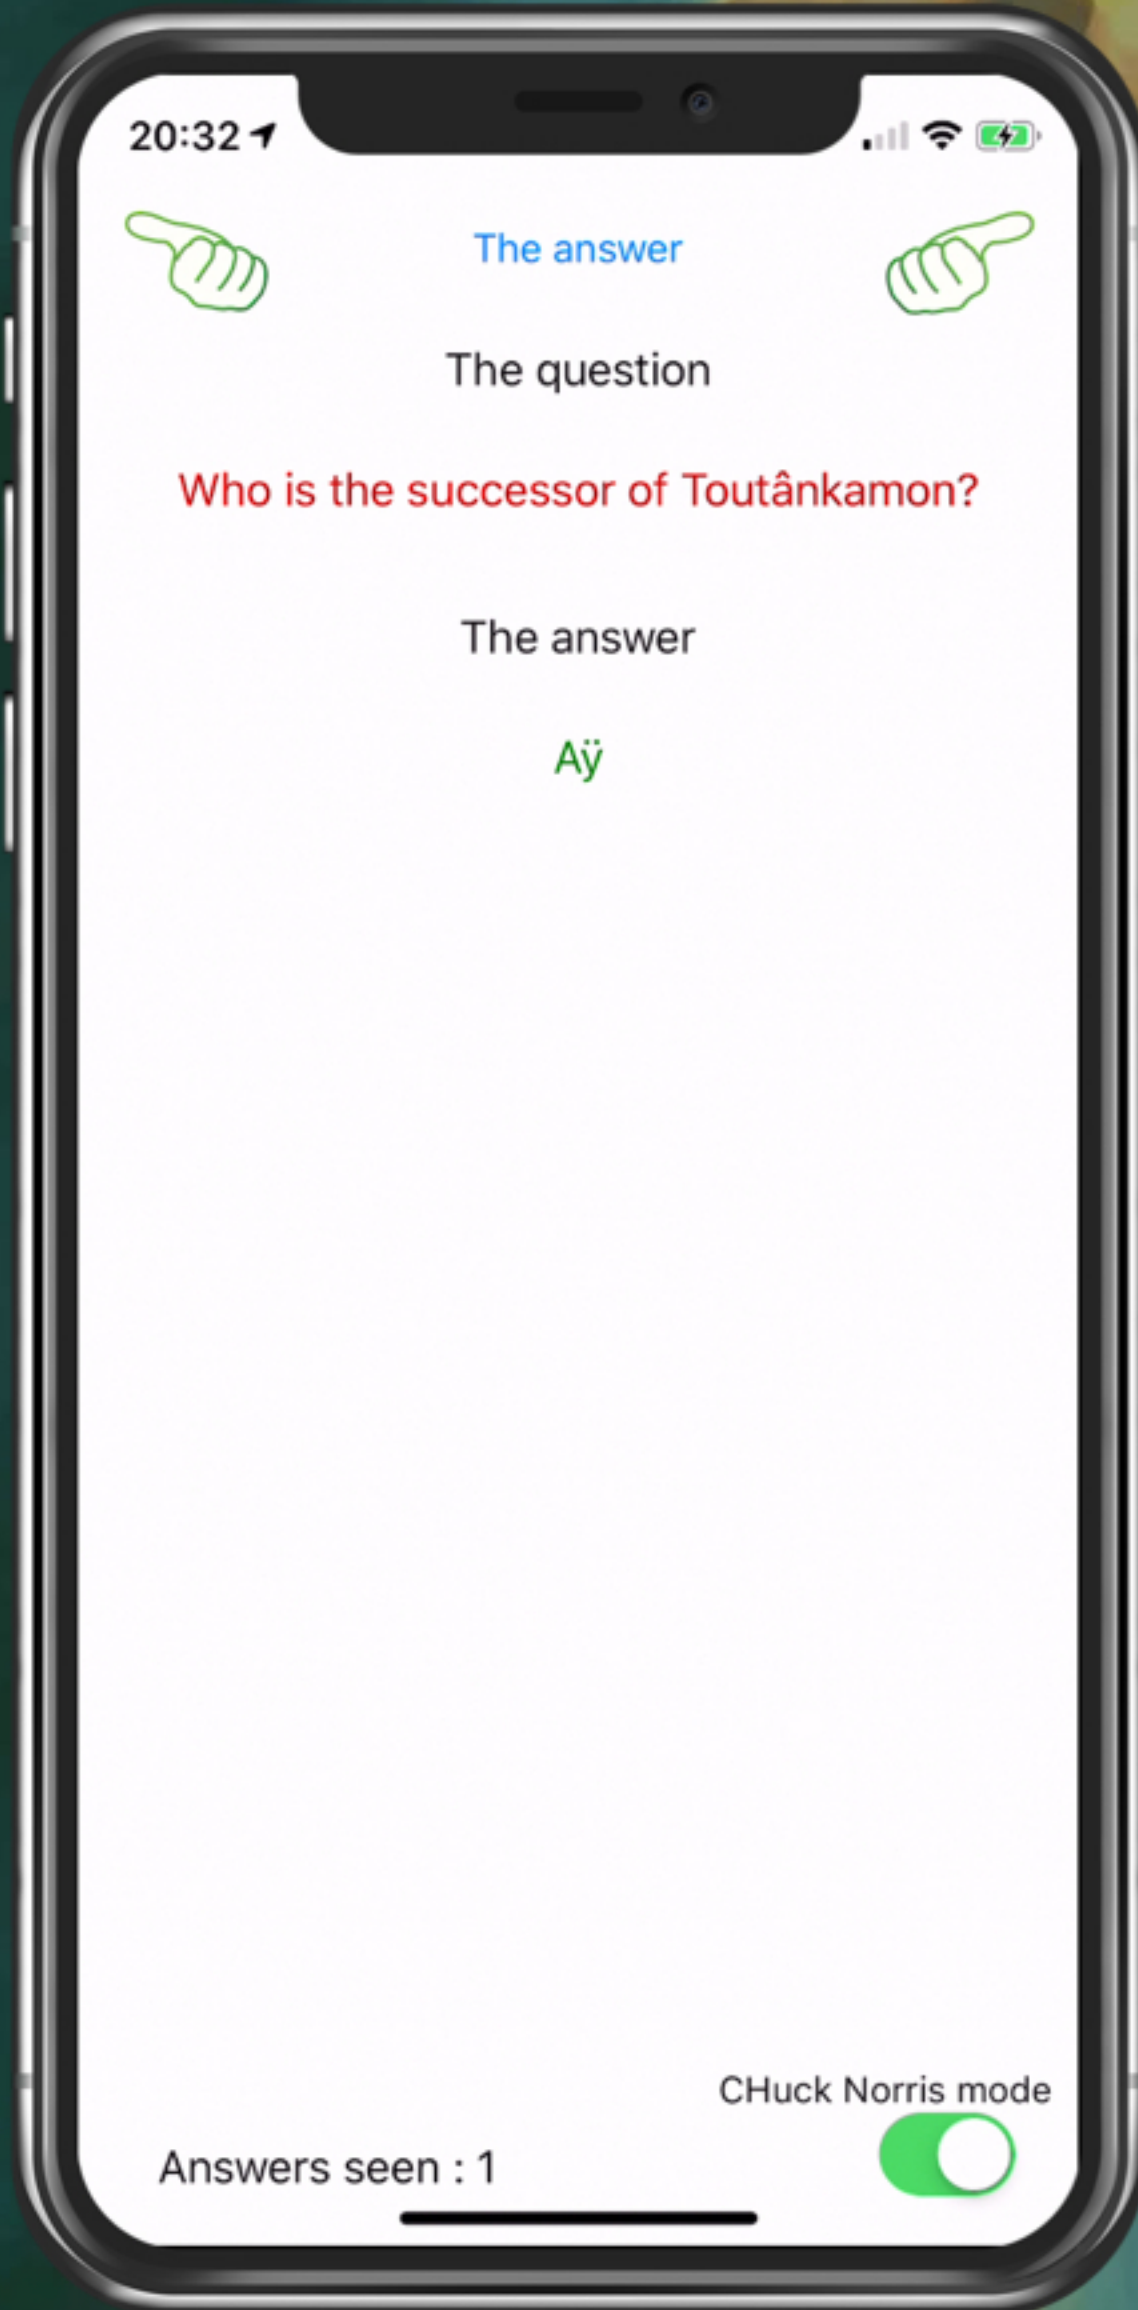 20:32
The answer
The question
Who is the successor of Toutânkamon?
The answer
Aÿ
CHuck Norris mode
Answers seen : 1